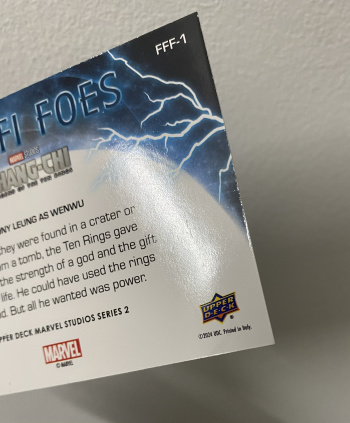 FFF-1
FI FOES
MARVEL STUDIOS
SHANG-CHI
NY LEUNG AS WENWU
they were found in a crater or
m a tomb, the Ten Rings gave
the strength of a god and the gift
life. He could have used the rings
d. But all he wanted was power.
PPER DECK MARVEL STUDIOS SERIES 2
UPPER
DECK
©2024 UDC. Printed in Italy.
MARVEL
© MARVEL